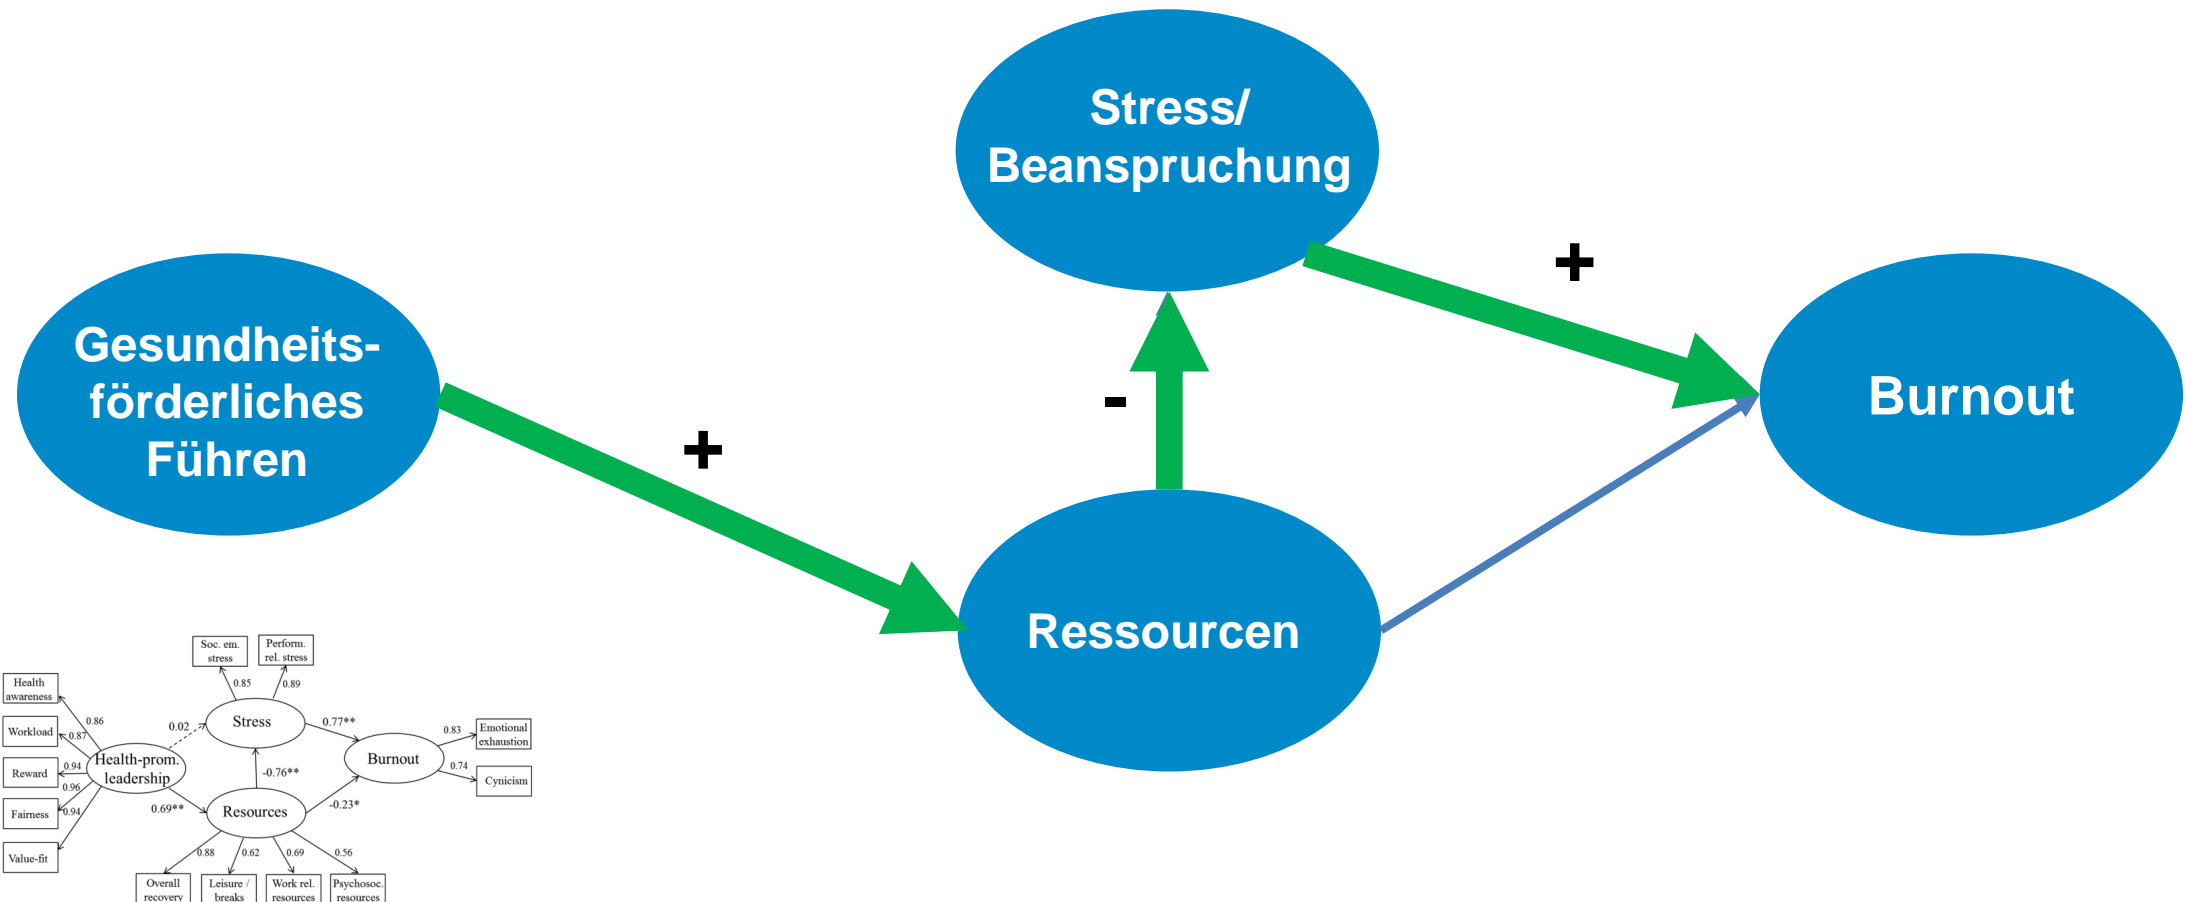 Stress/
Beanspruchung
+
Gesundheits-
förderliches
Führen
-
+
Burnout
Ressourcen
Soc. em.
stress
Perform.
rel. stress
0.85
0.89
Health
awareness
0.86
Workload
0.87
0.02
Stress
0.77**
0.83
Emotional
exhaustion
Health-prom.
leadership
Burnout
Reward
0.94
-0.76**
0.74
Cynicism
0.96
Fairness
0.94
0.69**
Resources
-0.23*
Value-fit
0.88
0.62
0.69
0.56
Overall
recovery
Leisure /
breaks
Work rel.
resources
Psychosoc.
resources